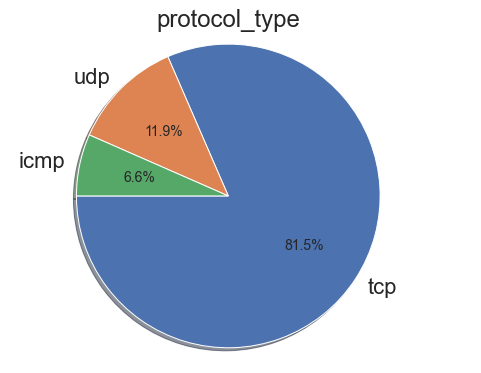 protocol_type
udp
11.9%
icmp
6.6%
81.5%
tcp